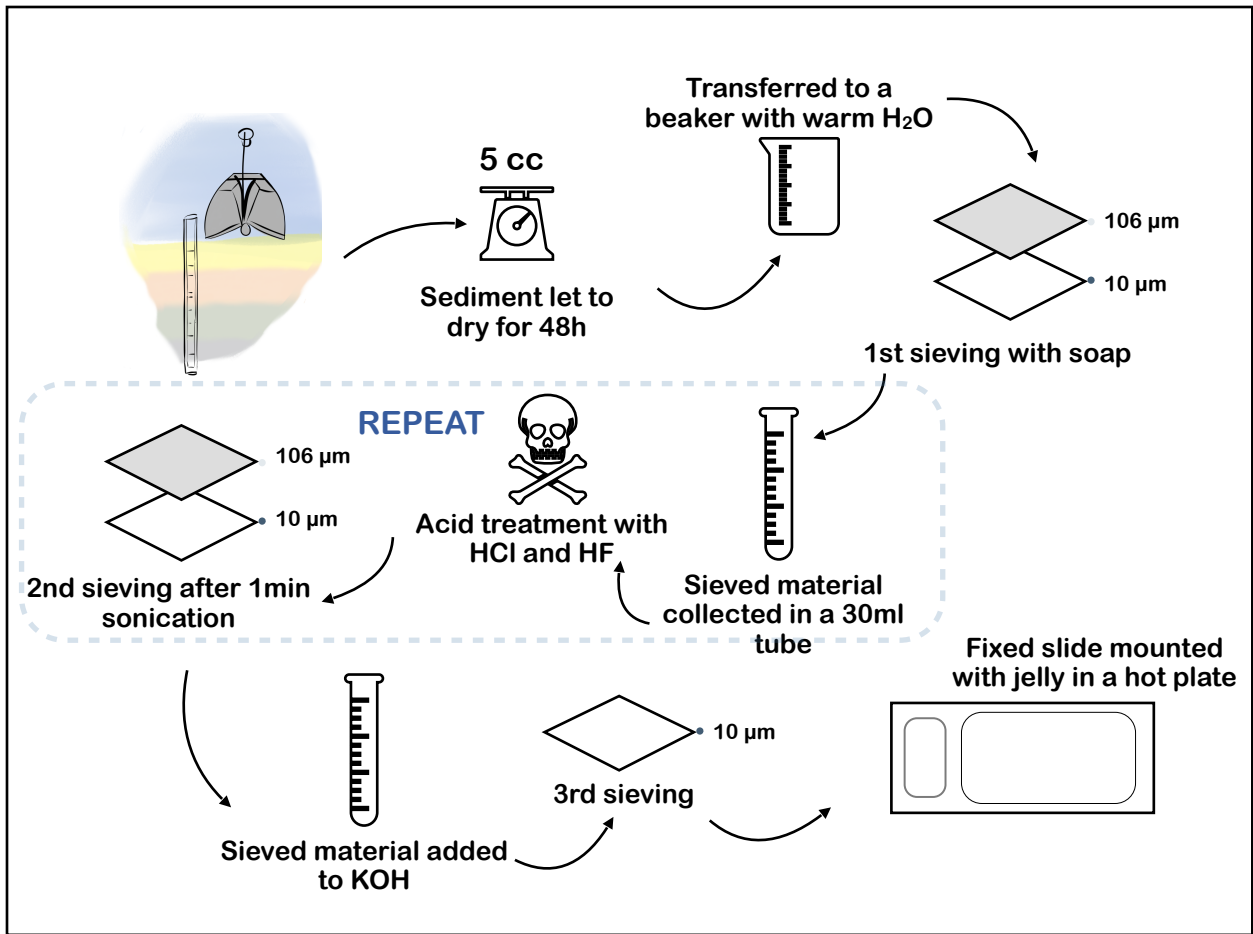 5 cc
Sediment let to
dry for 48h
Transferred to a
beaker with warm H₂O
106 µm
10 µm
1st sieving with soap
REPEAT
Sieved material
collected in a 30ml
tube
Acid treatment with
HCl and HF
106 µm
10 µm
2nd sieving after 1min
sonication
Sieved material added
to KOH
10 µm
3rd sieving
Fixed slide mounted
with jelly in a hot plate